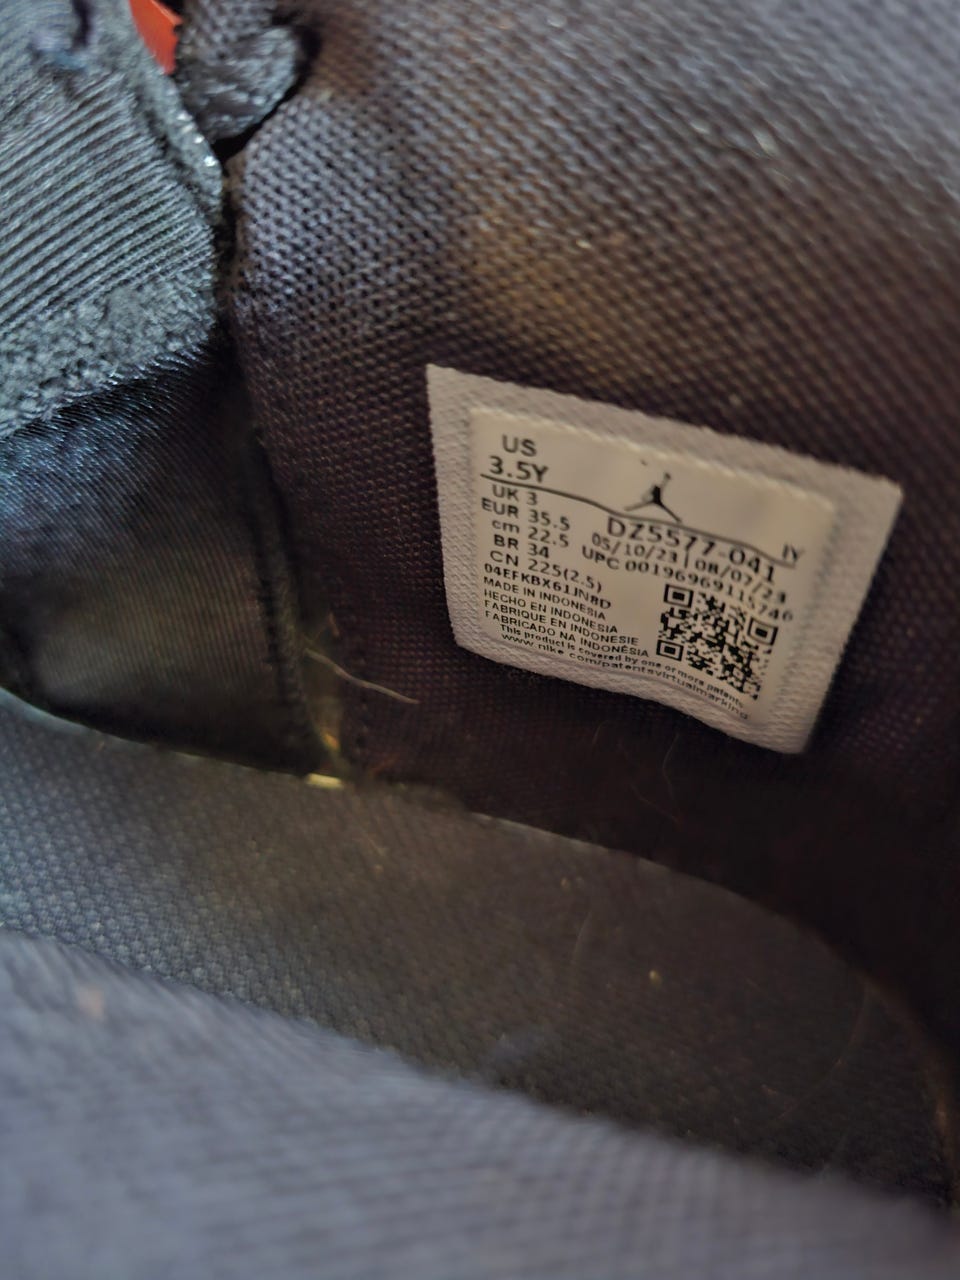 US
3.5Y
UK 3
EUR 35.5
cm 22.5
BR 34
CN 225(2.5)
DZ5577-041 IY
05/10/23 | 08/07/23
UPC
MADE IN INDONESIA
HECHO EN INDONESIA
FABRIQUE EN INDONESIE
FABRICADO NA INDONÉSIA
This product is covered by one or more patents
www.nike.com/patentsvirtualmarking